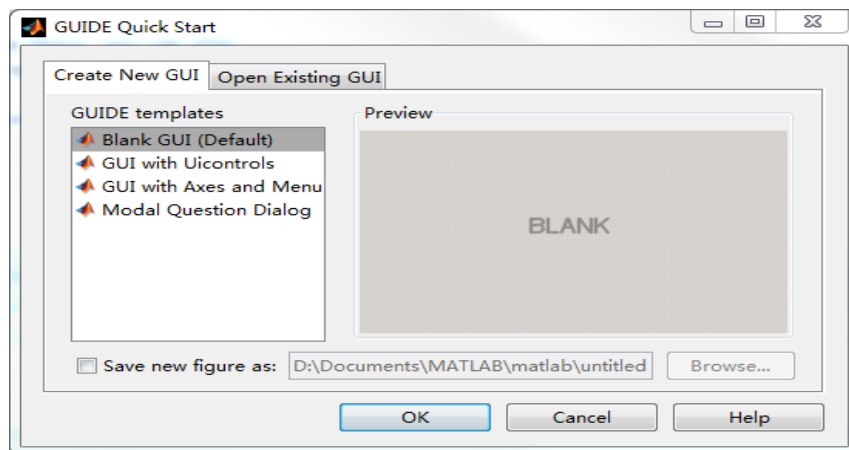 GUIDE Quick Start
Create New GUI
Open Existing GUI
GUIDE templates
Blank GUI (Default)
GUI with Uicontrols
GUI with Axes and Menu
Modal Question Dialog
Preview
BLANK
Save new figure as:
D:\Documents\MATLAB\matlab\untitled
Browse...
OK
Cancel
Help